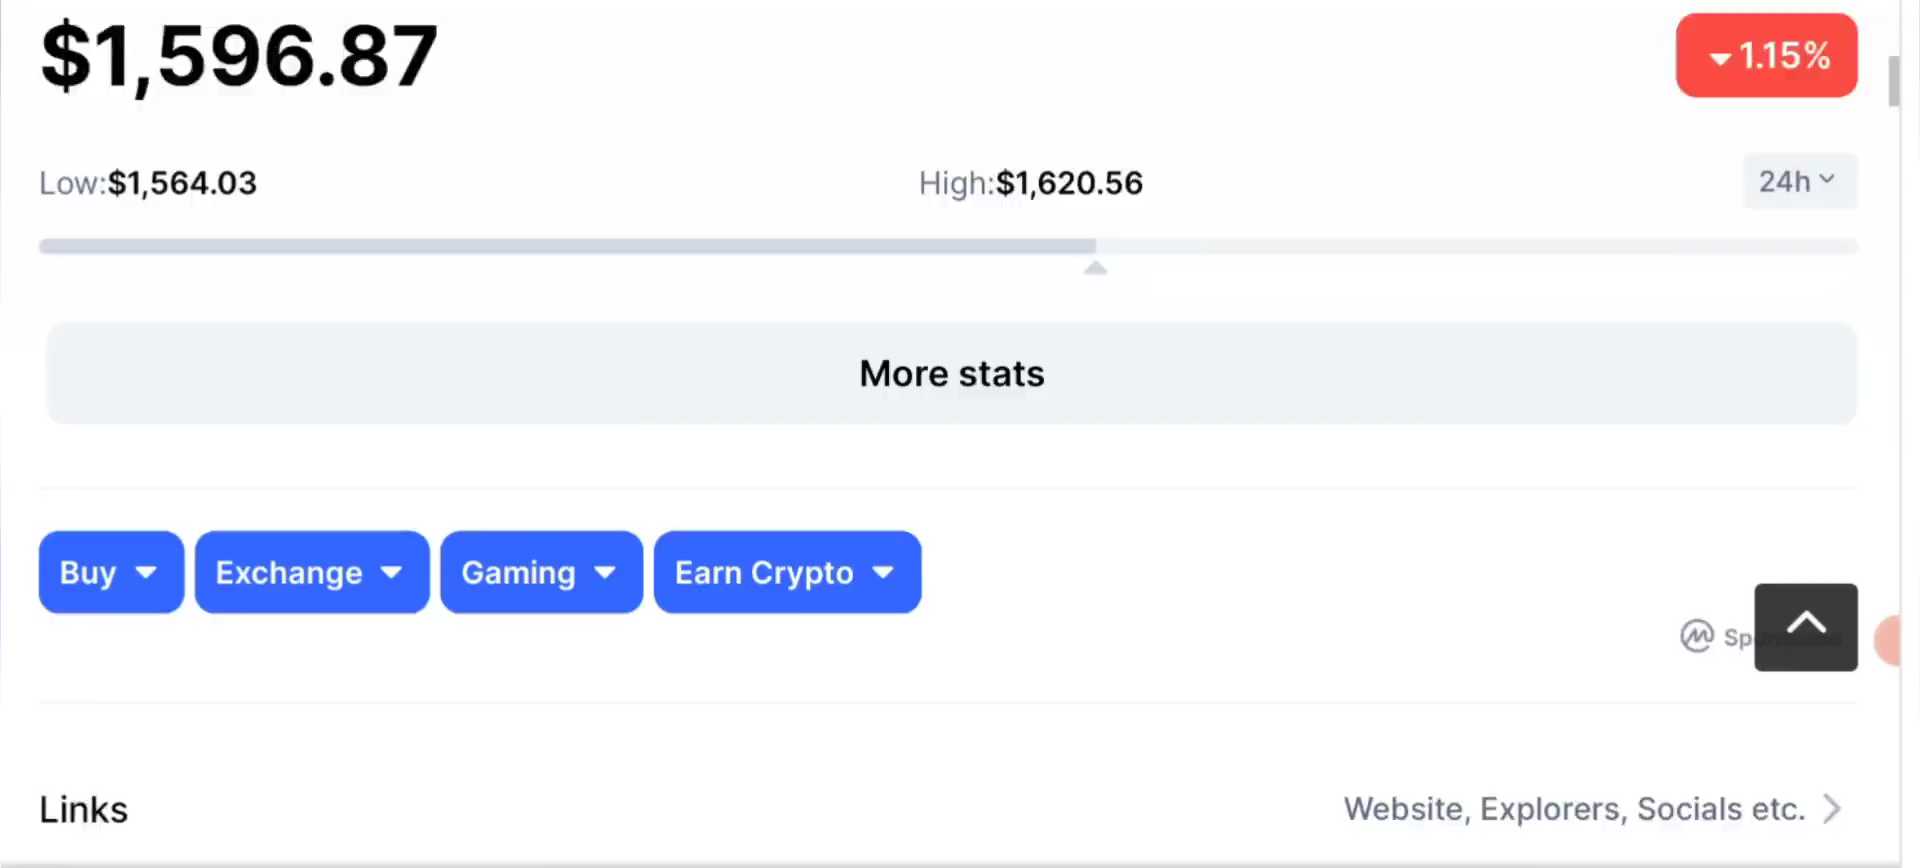 $1,596.87
1.15%
Low:$1,564.03
High:$1,620.56
24h
More stats
Buy
Exchange
Gaming
Earn Crypto
Links
Website, Explorers, Socials etc.